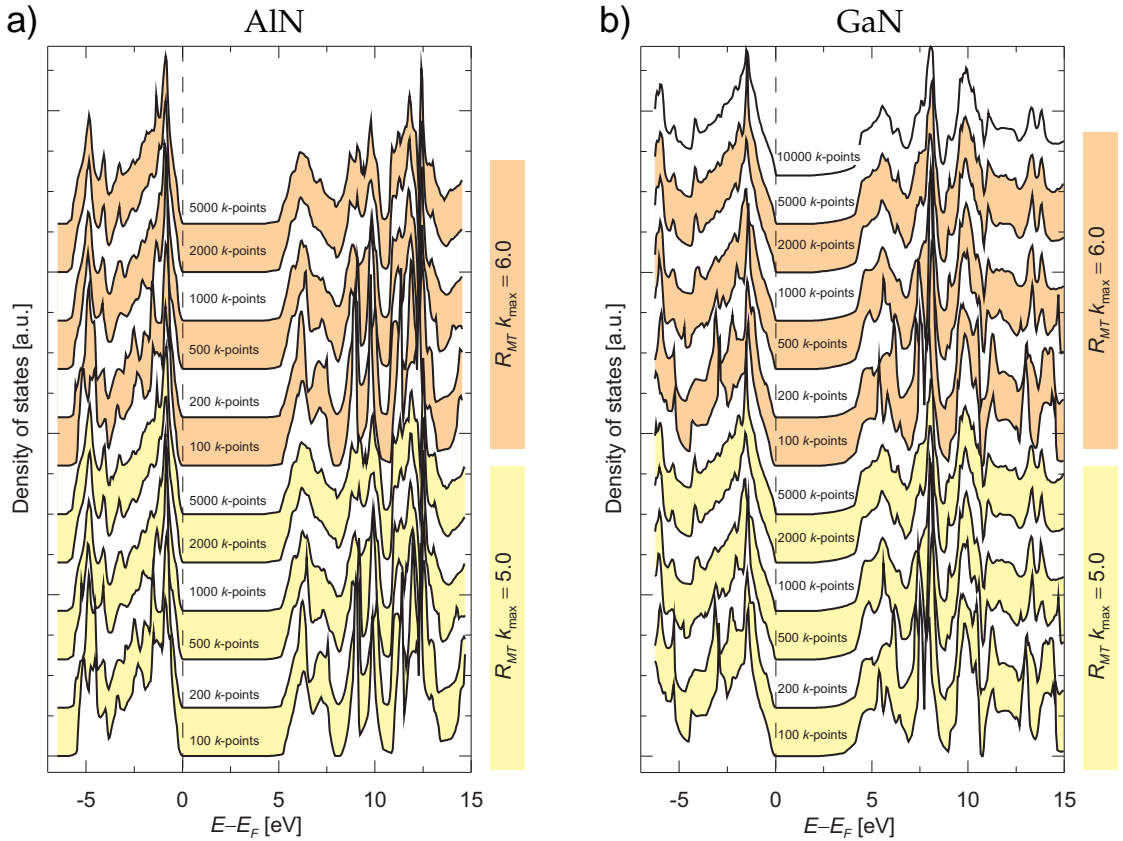 a)
AlN
Density of states [a.u.]
5000 k-points
2000 k-points
1000 k-points
500 k-points
200 k-points
100 k-points
5000 k-points
2000 k-points
1000 k-points
500 k-points
200 k-points
100 k-points
R_MT k_max = 6.0
R_MT k_max = 5.0
-5 0 5 10 15
E–E_F [eV]
b)
GaN
Density of states [a.u.]
10000 k-points
5000 k-points
2000 k-points
1000 k-points
500 k-points
200 k-points
100 k-points
5000 k-points
2000 k-points
1000 k-points
500 k-points
200 k-points
100 k-points
R_MT k_max = 6.0
R_MT k_max = 5.0
-5 0 5 10 15
E–E_F [eV]